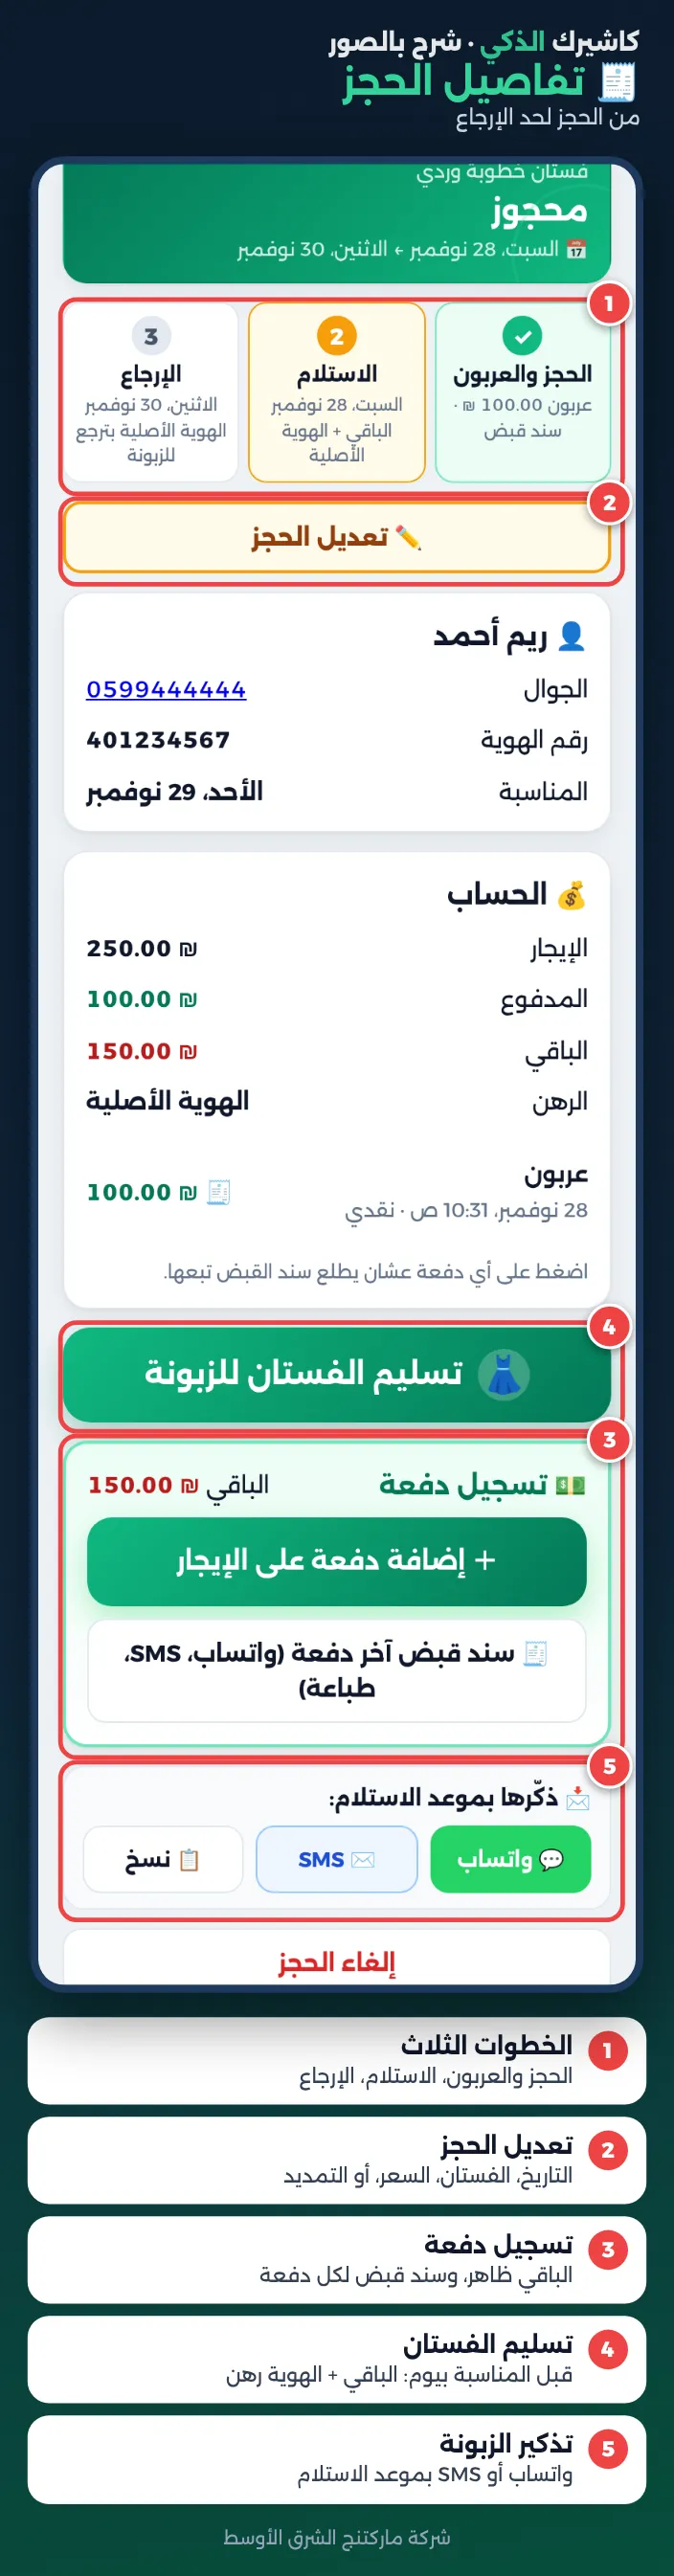 كاشيرك الذكي · شرح بالصور
🧾 تفاصيل الحجز
من الحجز لحد الإرجاع
فستان خطوبة وردي
محجوز
📅 السبت، 28 نوفمبر ← الاثنين، 30 نوفمبر
1
✓
الحجز والعربون
عربون 100.00 ₪ ·
سند قبض
2
الاستلام
السبت، 28 نوفمبر
الباقي + الهوية
الأصلية
3
الإرجاع
الاثنين، 30 نوفمبر
الهوية الأصلية بترجع
للزبونة
2
✏️ تعديل الحجز
👤 ريم أحمد
الجوال 0599444444
رقم الهوية 401234567
المناسبة الأحد، 29 نوفمبر
💰 الحساب
الإيجار 250.00 ₪
المدفوع 100.00 ₪
الباقي 150.00 ₪
الرهن الهوية الأصلية
عربون 100.00 ₪ 🧾
28 نوفمبر، 10:31 ص · نقدي
اضغط على أي دفعة عشان يطلع سند القبض تبعها.
4
👗 تسليم الفستان للزبونة
3
💵 تسجيل دفعة الباقي 150.00 ₪
+ إضافة دفعة على الإيجار
🧾 سند قبض آخر دفعة (واتساب، SMS،
طباعة)
5
📩 ذكّرها بموعد الاستلام:
💬 واتساب ✉️ SMS 📋 نسخ
إلغاء الحجز
1 الخطوات الثلاث
الحجز والعربون، الاستلام، الإرجاع
2 تعديل الحجز
التاريخ، الفستان، السعر، أو التمديد
3 تسجيل دفعة
الباقي ظاهر، وسند قبض لكل دفعة
4 تسليم الفستان
قبل المناسبة بيوم: الباقي + الهوية رهن
5 تذكير الزبونة
واتساب أو SMS بموعد الاستلام
شركة ماركتنج الشرق الأوسط